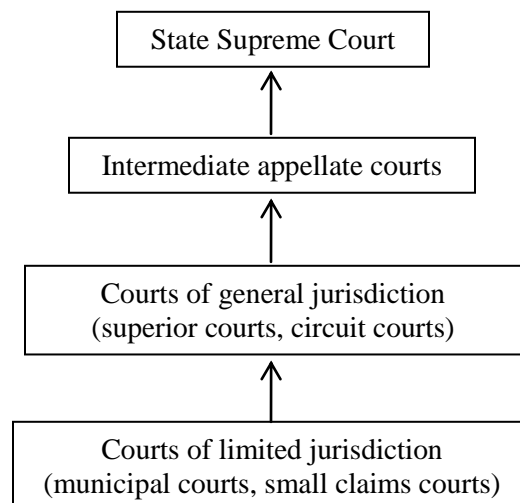 State Supreme Court
Intermediate appellate courts
Courts of general jurisdiction
(superior courts, circuit courts)
Courts of limited jurisdiction
(municipal courts, small claims courts)